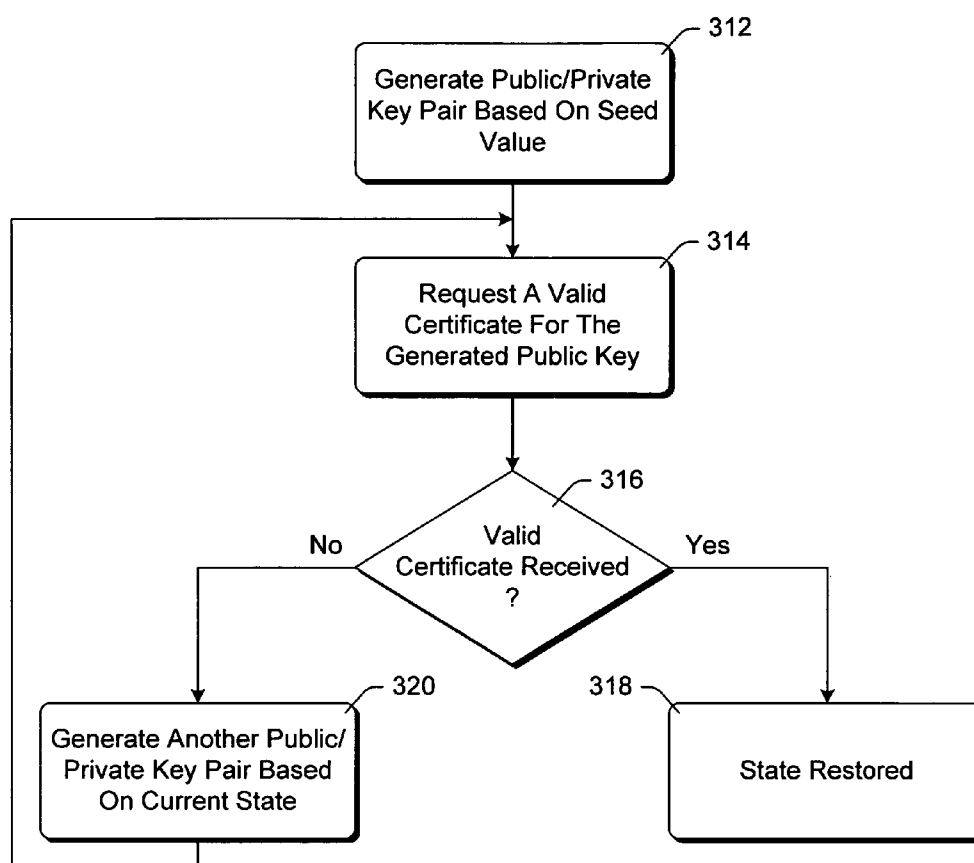 312
Generate Public/Private
Key Pair Based On Seed
Value
314
Request A Valid
Certificate For The
Generated Public Key
316
Valid
Certificate Received
?
No
Yes
320
Generate Another Public/
Private Key Pair Based
On Current State
318
State Restored